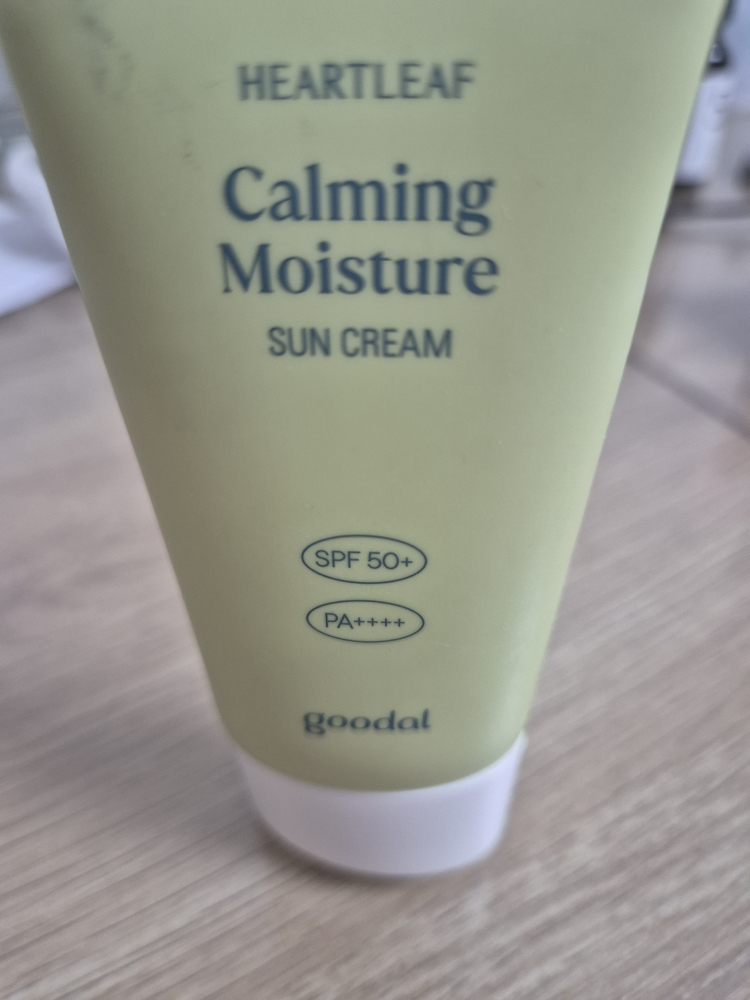 HEARTLEAF
Calming
Moisture
SUN CREAM
SPF 50+
PA++++
goodal